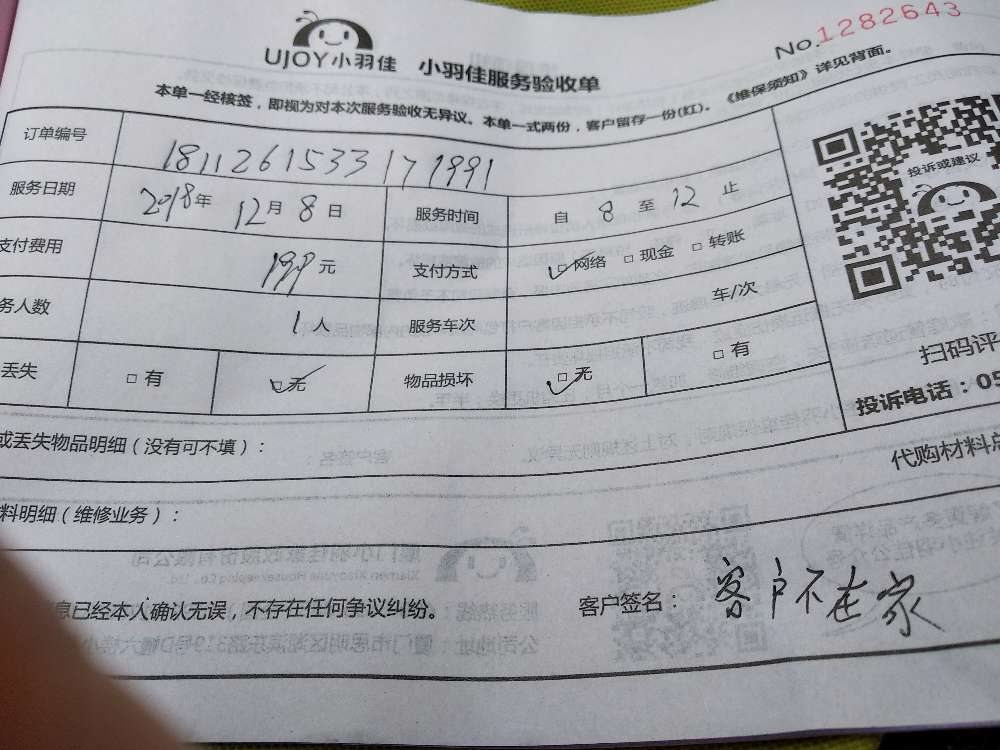 No.1282643
UJOY小羽佳 小羽佳服务验收单
本单一经核签，即视为对本次服务验收无异议。本单一式两份，客户留存一份(红)。《维保须知》详见背面。
订单编号 1811261533171991
投诉或建议
服务日期 2018年 12月 8日 服务时间 自 8 至 12 止
支付费用 199元 支付方式 ☑网络 □现金 □转账
务人数 1人 服务车次 车/次
丢失 □有 ☑无 物品损坏 ☑无 □有
扫码评
投诉电话：05
或丢失物品明细（没有可不填）：
代购材料总
料明细（维修业务）：
息已经本人确认无误，不存在任何争议纠纷。 客户签名：客户不在家